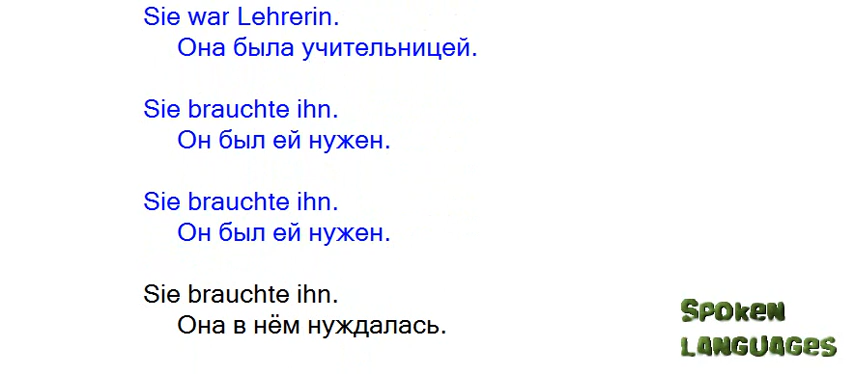 Sie war Lehrerin.
Она была учительницей.
Sie brauchte ihn.
Он был ей нужен.
Sie brauchte ihn.
Он был ей нужен.
Sie brauchte ihn.
Она в нём нуждалась.
Spoken
Languages